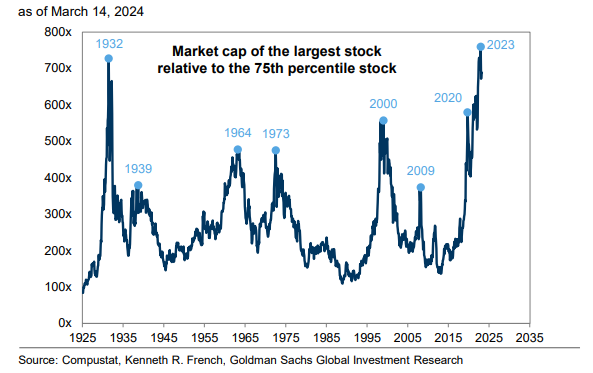 as of March 14, 2024
800x
700x
600x
500x
400x
300x
200x
100x
0x
Market cap of the largest stock
relative to the 75th percentile stock
1932
1939
1964
1973
2000
2009
2020
2023
1925 1935 1945 1955 1965 1975 1985 1995 2005 2015 2025 2035
Source: Compustat, Kenneth R. French, Goldman Sachs Global Investment Research